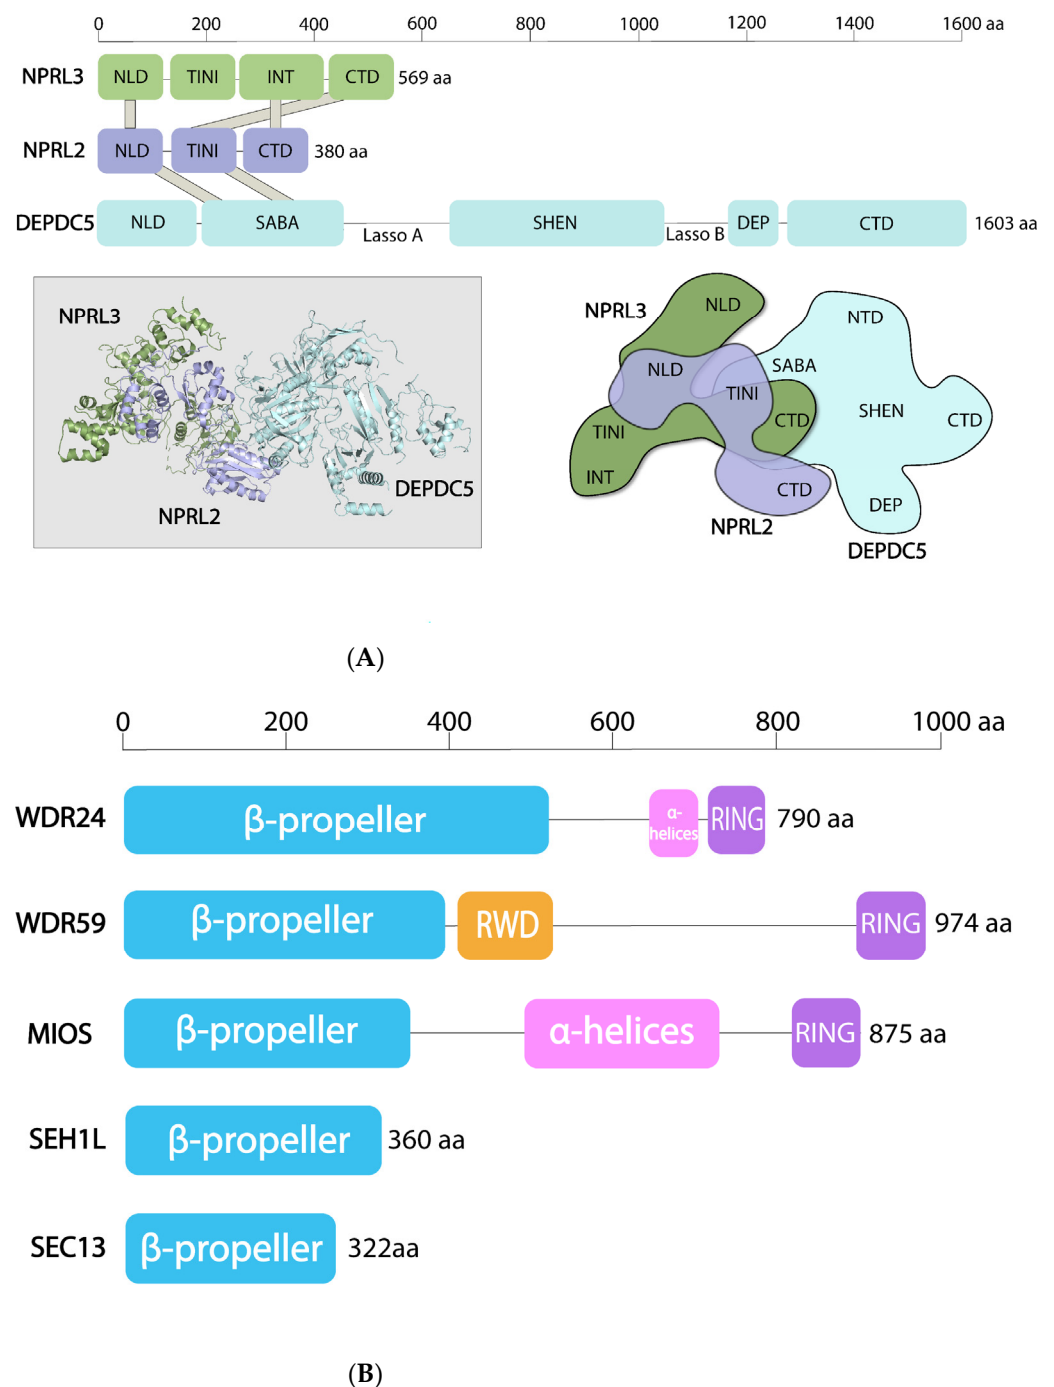 0 200 400 600 800 1000 1200 1400 1600 aa
NPRL3 NLD TINI INT CTD 569 aa
NPRL2 NLD TINI CTD 380 aa
DEPDC5 NLD SABA Lasso A SHEN Lasso B DEP CTD 1603 aa
NPRL3
NPRL2
DEPDC5
NPRL3 NLD
NTD
NLD SABA
TINI
SHEN
TINI CTD CTD
INT
CTD DEP
NPRL2
DEPDC5
(A)
0 200 400 600 800 1000 aa
WDR24 β-propeller α-
helices RING 790 aa
WDR59 β-propeller RWD RING 974 aa
MIOS β-propeller α-helices RING 875 aa
SEH1L β-propeller 360 aa
SEC13 β-propeller 322aa
(B)